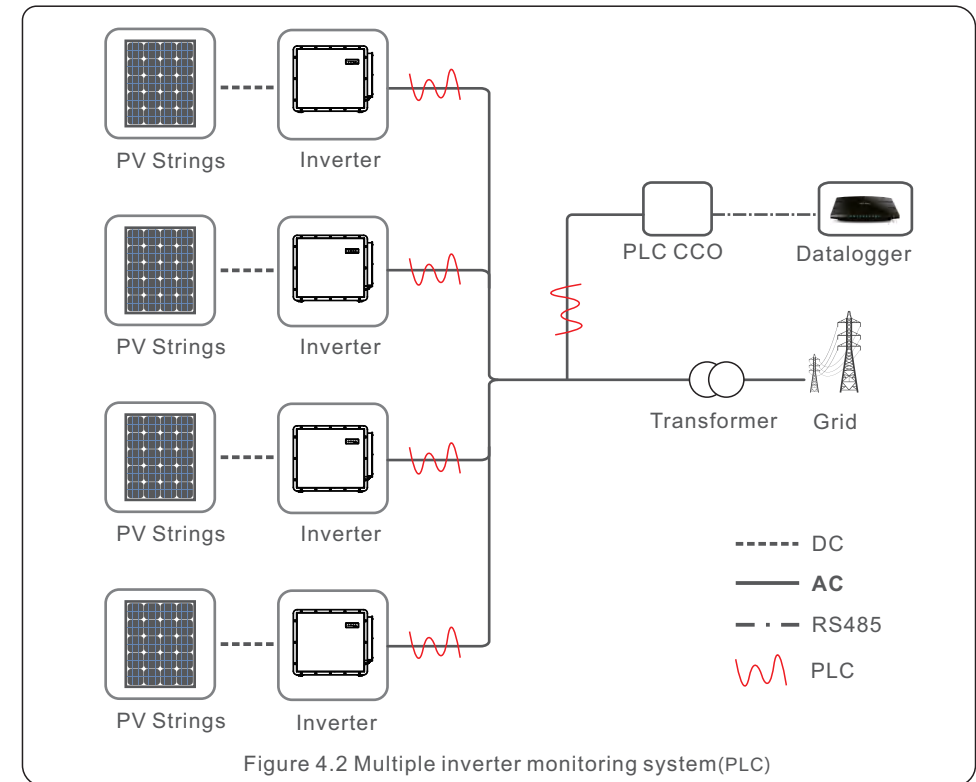 PV Strings
Inverter
PLC CCO
Datalogger
PV Strings
Inverter
Transformer
Grid
PV Strings
Inverter
DC
AC
RS485
PLC
PV Strings
Inverter
Figure 4.2 Multiple inverter monitoring system(PLC)